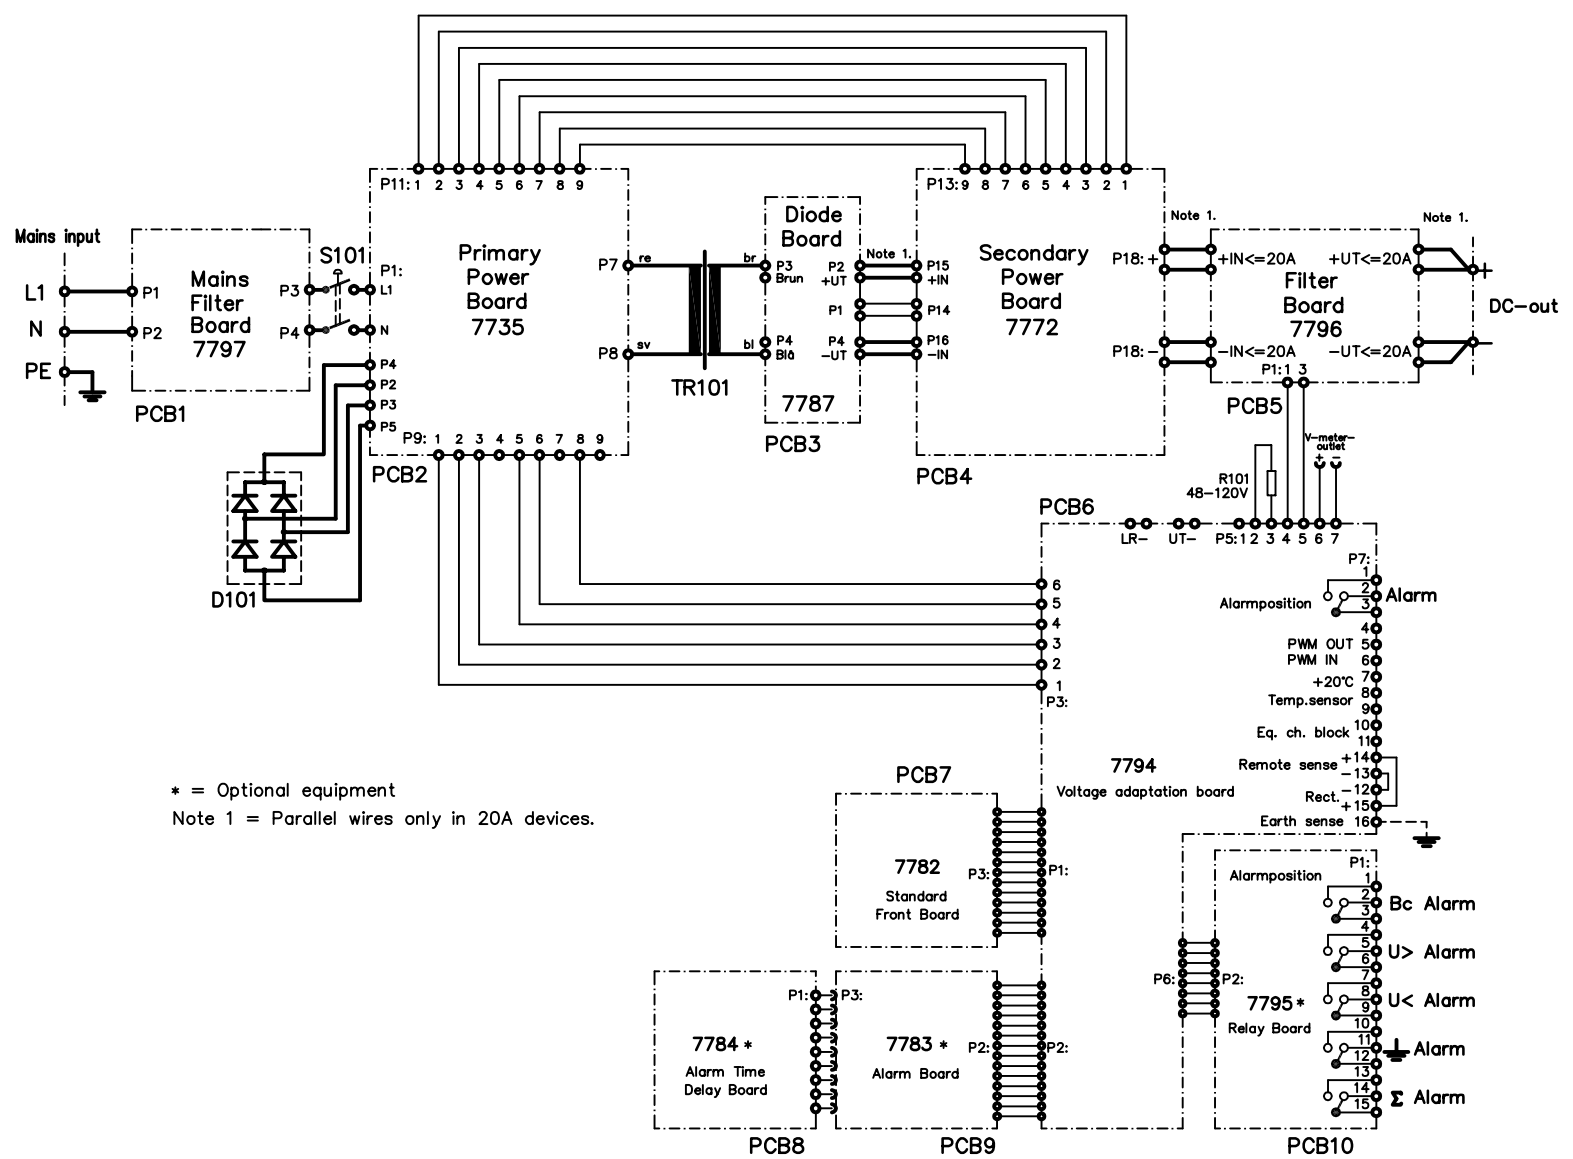 P11: 1 2 3 4 5 6 7 8 9
P13: 9 8 7 6 5 4 3 2 1
Mains input
L1
N
PE
P1
P2
Mains
Filter
Board
7797
P3
P4
PCB1
S101
P1:
L1
N
P4
P2
P3
P5
Primary
Power
Board
7735
P7
P8
P9: 1 2 3 4 5 6 7 8 9
PCB2
D101
re
sv
br
bl
TR101
Diode
Board
P3
Brun
P4
Blå
P2
+UT
P1
P4
-UT
7787
PCB3
Note 1.
P15
+IN
P14
P16
-IN
Secondary
Power
Board
7772
P18: +
P18: -
PCB4
Note 1.
+IN<=20A
+UT<=20A
Filter
Board
7796
-IN<=20A
-UT<=20A
P1: 1 3
PCB5
Note 1.
+
DC-out
-
V-meter-
outlet
+ -
R101
48-120V
PCB6
LR- UT- P5: 1 2 3 4 5 6 7
6
5
4
3
2
1
P3:
P7:
1
2
3
Alarmposition
Alarm
4
PWM OUT 5
PWM IN 6
7
+20°C
8
Temp.sensor
9
10
Eq. ch. block
11
+14
Remote sense
-13
-12
Rect.
+15
Earth sense 16
7794
Voltage adaptation board
* = Optional equipment
Note 1 = Parallel wires only in 20A devices.
PCB7
7782
Standard
Front Board
P3:
P1:
P1:
P3:
7784 *
Alarm Time
Delay Board
PCB8
7783 *
Alarm Board
P2:
P2:
PCB9
P6:
P2:
7795 *
Relay Board
Alarmposition
P1:
1
2
3
4
5
6
7
8
9
10
11
12
13
14
15
Bc Alarm
U> Alarm
U< Alarm
Alarm
Σ Alarm
PCB10